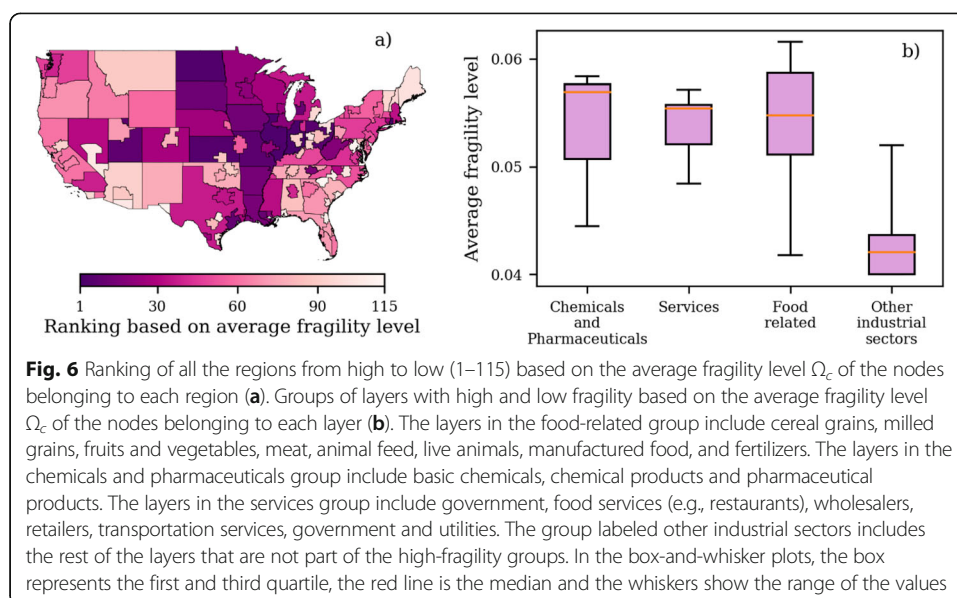 a)
1 30 60 90 115
Ranking based on average fragility level
b)
Average fragility level
0.06
0.05
0.04
Chemicals
and
Pharmaceuticals
Services
Food
related
Other
industrial
sectors
Fig. 6 Ranking of all the regions from high to low (1–115) based on the average fragility level Ωc of the nodes
belonging to each region (a). Groups of layers with high and low fragility based on the average fragility level
Ωc of the nodes belonging to each layer (b). The layers in the food-related group include cereal grains, milled
grains, fruits and vegetables, meat, animal feed, live animals, manufactured food, and fertilizers. The layers in the
chemicals and pharmaceuticals group include basic chemicals, chemical products and pharmaceutical
products. The layers in the services group include government, food services (e.g., restaurants), wholesalers,
retailers, transportation services, government and utilities. The group labeled other industrial sectors includes
the rest of the layers that are not part of the high-fragility groups. In the box-and-whisker plots, the box
represents the first and third quartile, the red line is the median and the whiskers show the range of the values